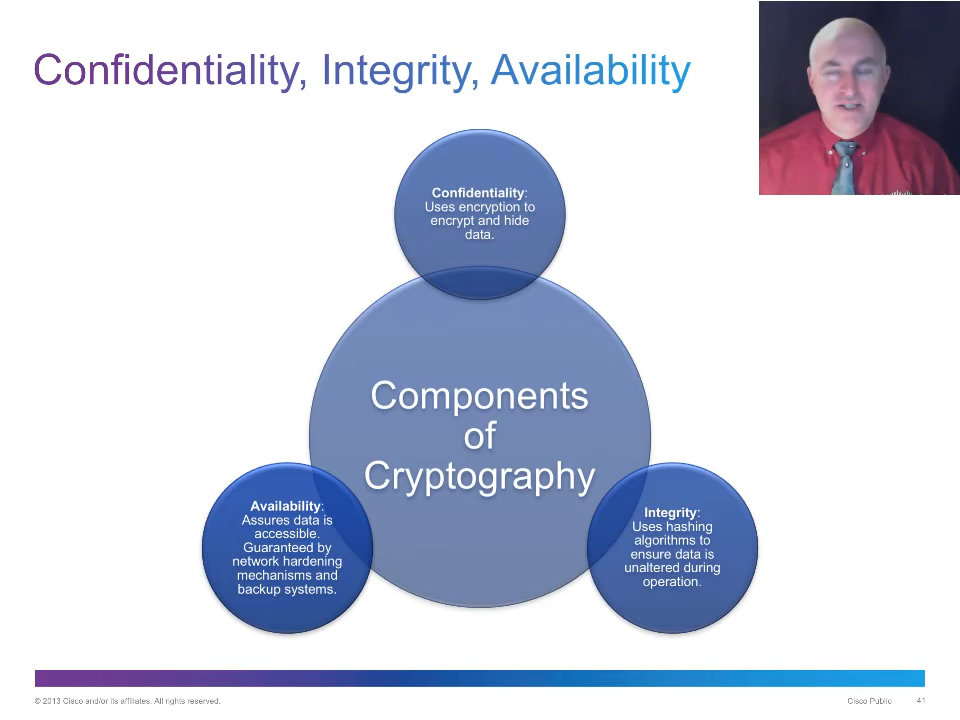 Confidentiality, Integrity, Availability
Confidentiality:
Uses encryption to
encrypt and hide
data.
Components
of
Cryptography
Availability:
Assures data is
accessible.
Guaranteed by
network hardening
mechanisms and
backup systems.
Integrity:
Uses hashing
algorithms to
ensure data is
unaltered during
operation.
© 2013 Cisco and/or its affiliates. All rights reserved.
Cisco Public
41